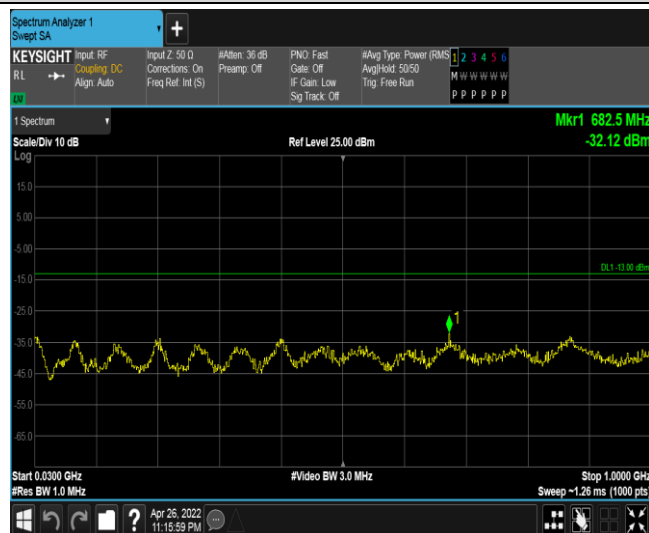 Spectrum Analyzer 1
Swept SA
+
KEYSIGHT
RL
LXI
Input: RF
Coupling: DC
Align: Auto
Input Z: 50 Ω
Corrections: On
Freq Ref: Int (S)
#Atten: 36 dB
Preamp: Off
PNO: Fast
Gate: Off
IF Gain: Low
Sig Track: Off
#Avg Type: Power (RMS
Avg|Hold: 50/50
Trig: Free Run
1 2 3 4 5 6
M W W W W W
P P P P P P
1 Spectrum
Mkr1 682.5 MHz
Scale/Div 10 dB
Ref Level 25.00 dBm
-32.12 dBm
Log
15.0
5.00
-5.00
DL1 -13.00 dBm
-15.0
-25.0
1
-35.0
-45.0
-55.0
-65.0
Start 0.0300 GHz
#Video BW 3.0 MHz
Stop 1.0000 GHz
#Res BW 1.0 MHz
Sweep ~1.26 ms (1000 pts)
?
Apr 26, 2022
11:15:59 PM